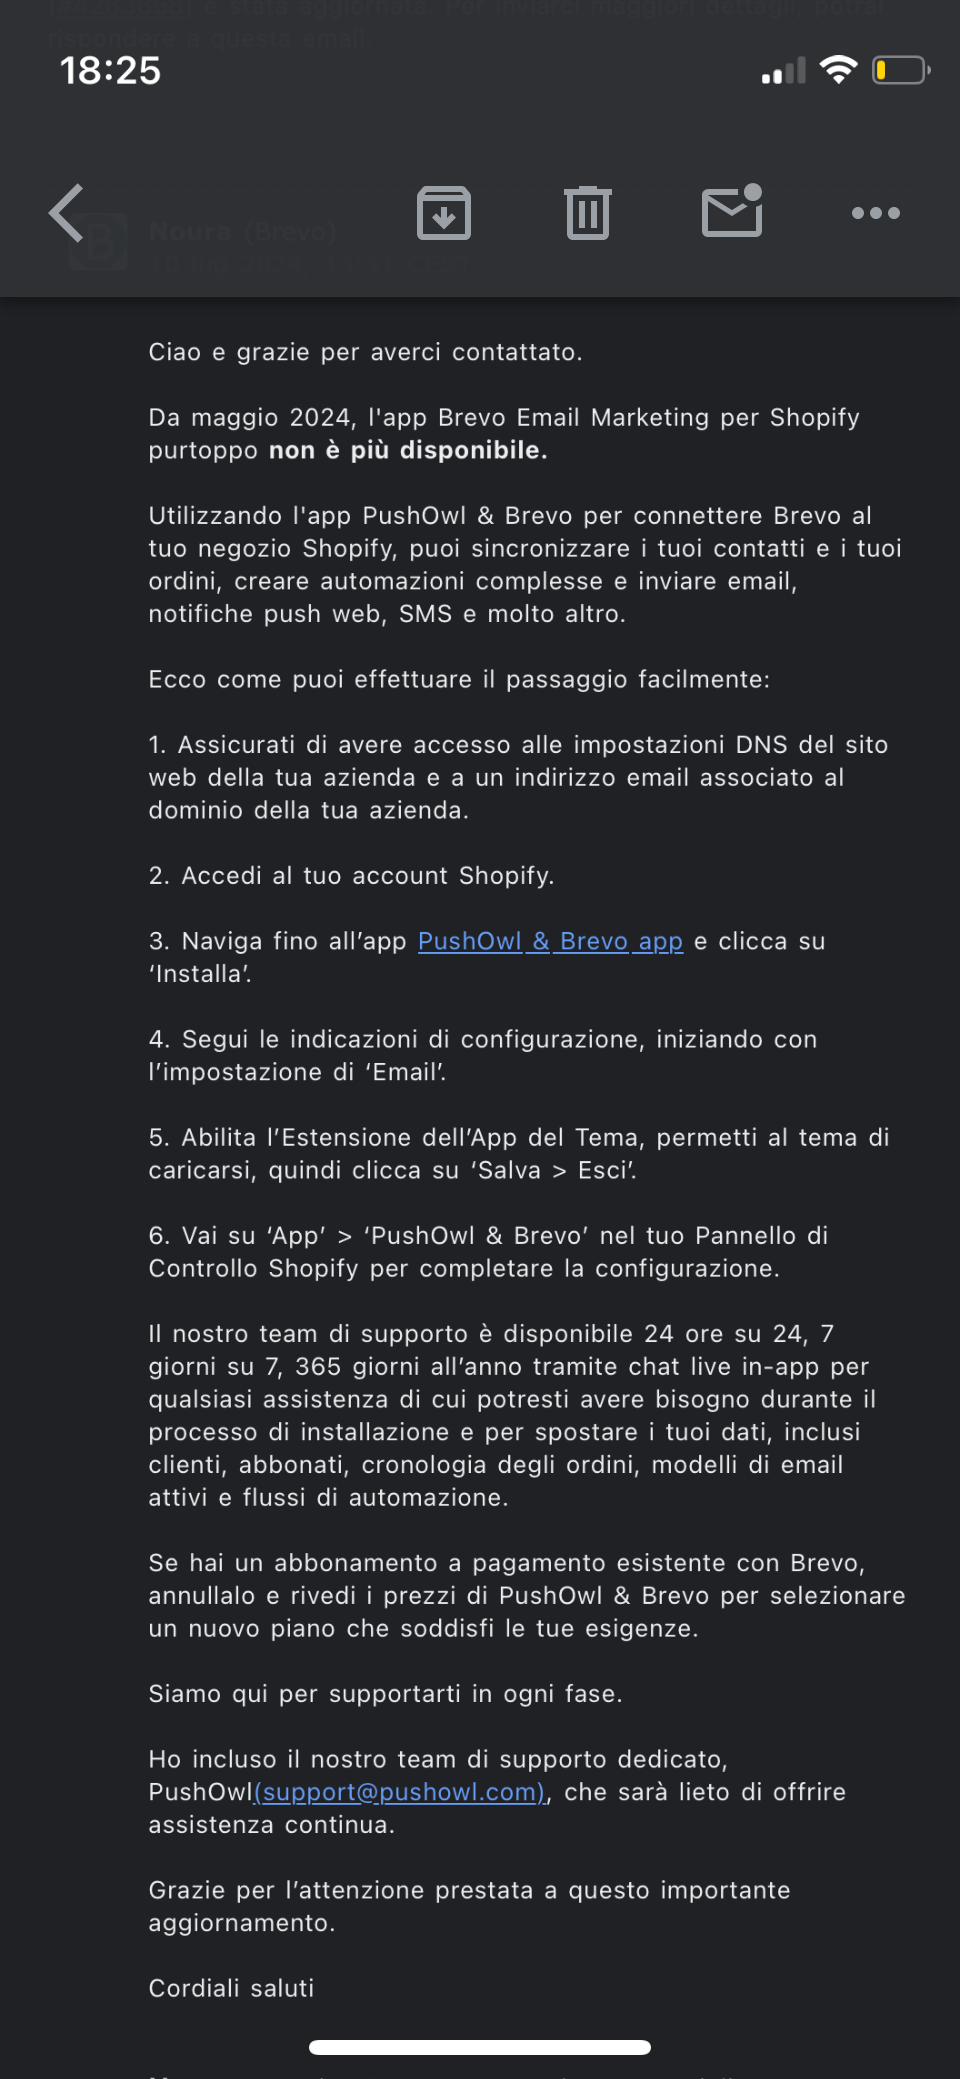 è stata aggiornata. Per inviarci maggiori dettagli, potrai
rispondere a questa email.
18:25
Noura (Brevo)
Ciao e grazie per averci contattato.
Da maggio 2024, l'app Brevo Email Marketing per Shopify
purtoppo non è più disponibile.
Utilizzando l'app PushOwl & Brevo per connettere Brevo al
tuo negozio Shopify, puoi sincronizzare i tuoi contatti e i tuoi
ordini, creare automazioni complesse e inviare email,
notifiche push web, SMS e molto altro.
Ecco come puoi effettuare il passaggio facilmente:
1. Assicurati di avere accesso alle impostazioni DNS del sito
web della tua azienda e a un indirizzo email associato al
dominio della tua azienda.
2. Accedi al tuo account Shopify.
3. Naviga fino all’app PushOwl & Brevo app e clicca su
‘Installa’.
4. Segui le indicazioni di configurazione, iniziando con
l’impostazione di ‘Email’.
5. Abilita l’Estensione dell’App del Tema, permetti al tema di
caricarsi, quindi clicca su ‘Salva > Esci’.
6. Vai su ‘App’ > ‘PushOwl & Brevo’ nel tuo Pannello di
Controllo Shopify per completare la configurazione.
Il nostro team di supporto è disponibile 24 ore su 24, 7
giorni su 7, 365 giorni all’anno tramite chat live in-app per
qualsiasi assistenza di cui potresti avere bisogno durante il
processo di installazione e per spostare i tuoi dati, inclusi
clienti, abbonati, cronologia degli ordini, modelli di email
attivi e flussi di automazione.
Se hai un abbonamento a pagamento esistente con Brevo,
annullalo e rivedi i prezzi di PushOwl & Brevo per selezionare
un nuovo piano che soddisfi le tue esigenze.
Siamo qui per supportarti in ogni fase.
Ho incluso il nostro team di supporto dedicato,
PushOwl(support@pushowl.com), che sarà lieto di offrire
assistenza continua.
Grazie per l’attenzione prestata a questo importante
aggiornamento.
Cordiali saluti